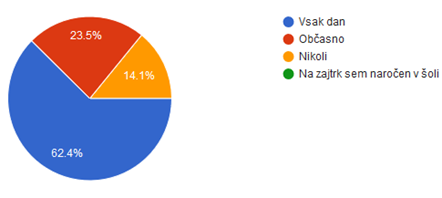 23.5%
14.1%
62.4%
Vsak dan
Občasno
Nikoli
Na zajtrk sem naročen v šoli